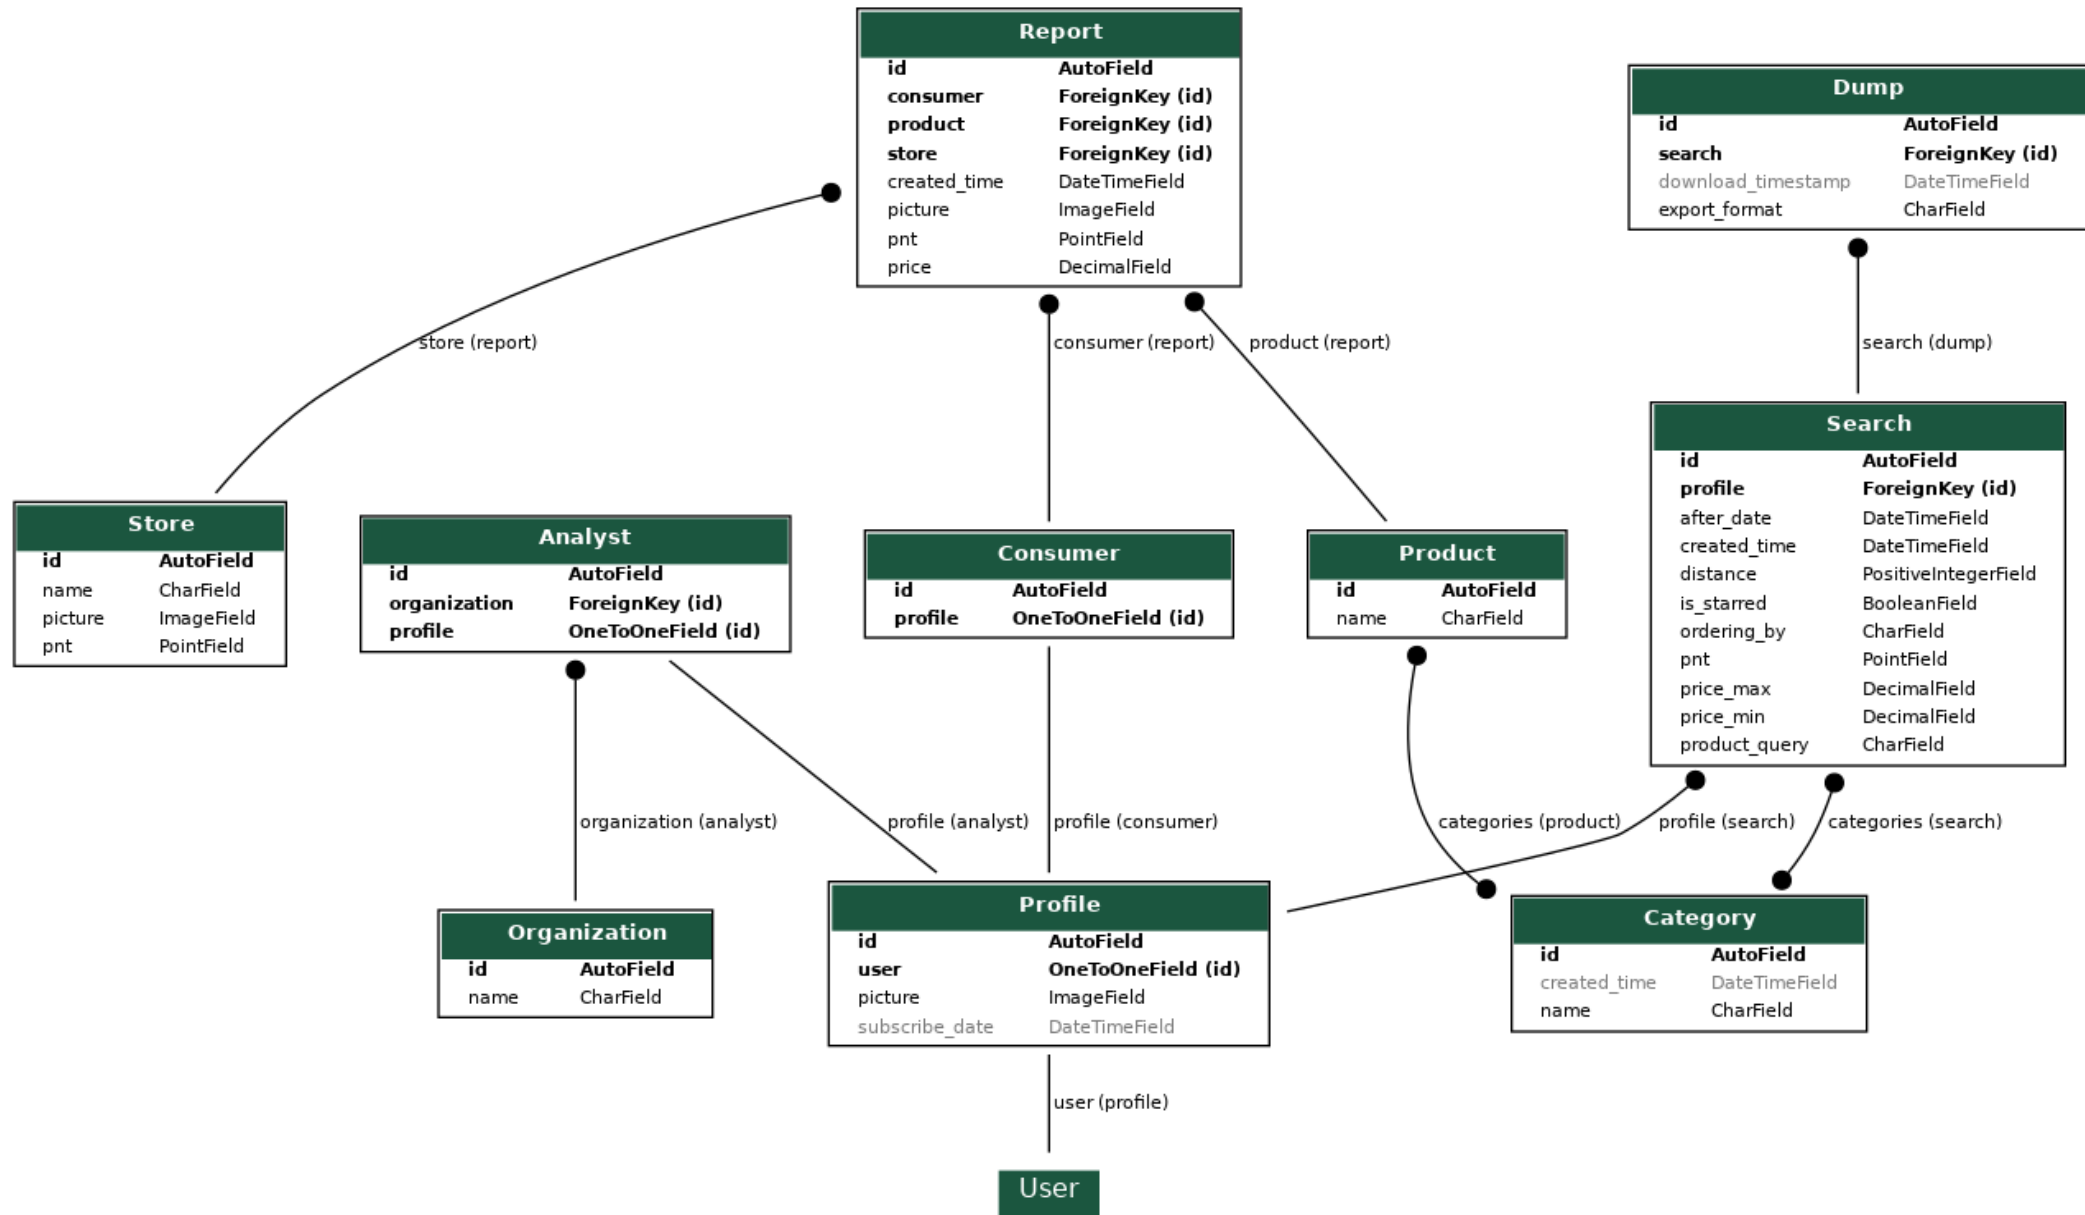 Report
id AutoField
consumer ForeignKey (id)
product ForeignKey (id)
store ForeignKey (id)
created_time DateTimeField
picture ImageField
pnt PointField
price DecimalField
Dump
id AutoField
search ForeignKey (id)
download_timestamp DateTimeField
export_format CharField
store (report)
consumer (report)
product (report)
search (dump)
Store
id AutoField
name CharField
picture ImageField
pnt PointField
Analyst
id AutoField
organization ForeignKey (id)
profile OneToOneField (id)
Consumer
id AutoField
profile OneToOneField (id)
Product
id AutoField
name CharField
Search
id AutoField
profile ForeignKey (id)
after_date DateTimeField
created_time DateTimeField
distance PositiveIntegerField
is_starred BooleanField
ordering_by CharField
pnt PointField
price_max DecimalField
price_min DecimalField
product_query CharField
organization (analyst)
profile (analyst)
profile (consumer)
categories (product)
profile (search)
categories (search)
Organization
id AutoField
name CharField
Profile
id AutoField
user OneToOneField (id)
picture ImageField
subscribe_date DateTimeField
Category
id AutoField
created_time DateTimeField
name CharField
user (profile)
User